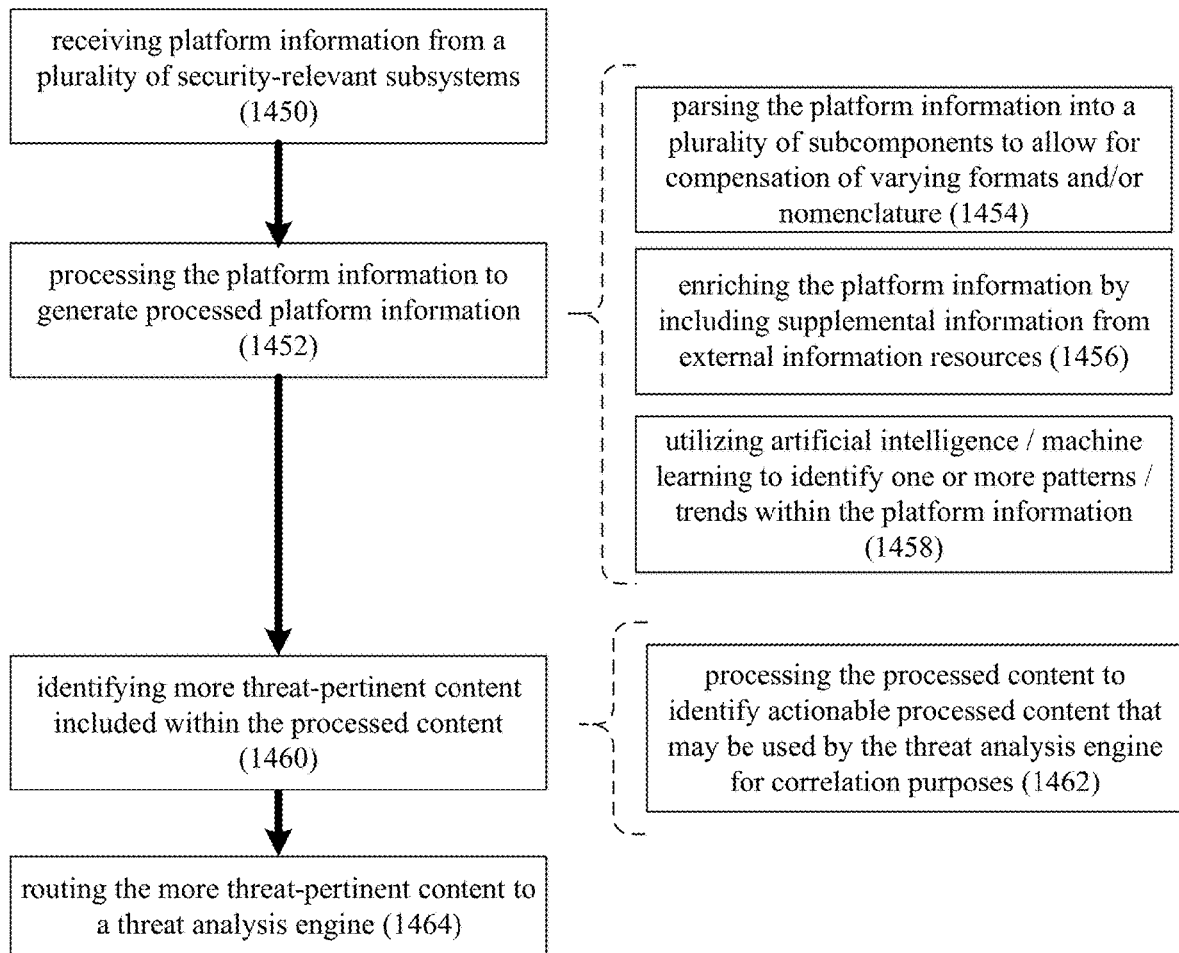 receiving platform information from a
plurality of security-relevant subsystems
(1450)
processing the platform information to
generate processed platform information
(1452)
parsing the platform information into a
plurality of subcomponents to allow for
compensation of varying formats and/or
nomenclature (1454)
enriching the platform information by
including supplemental information from
external information resources (1456)
utilizing artificial intelligence / machine
learning to identify one or more patterns /
trends within the platform information
(1458)
identifying more threat-pertinent content
included within the processed content
(1460)
processing the processed content to
identify actionable processed content that
may be used by the threat analysis engine
for correlation purposes (1462)
routing the more threat-pertinent content to
a threat analysis engine (1464)